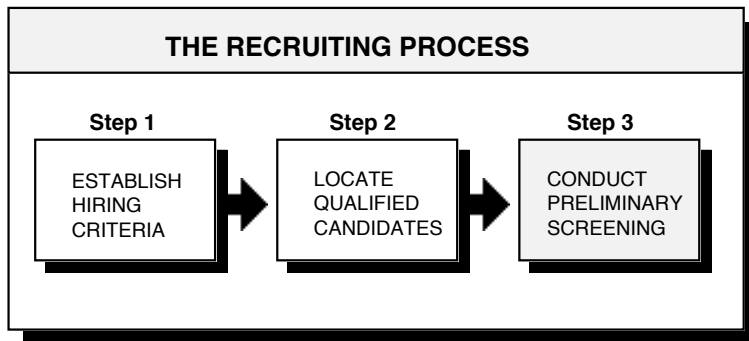 THE RECRUITING PROCESS
Step 1
ESTABLISH
HIRING
CRITERIA
Step 2
LOCATE
QUALIFIED
CANDIDATES
Step 3
CONDUCT
PRELIMINARY
SCREENING